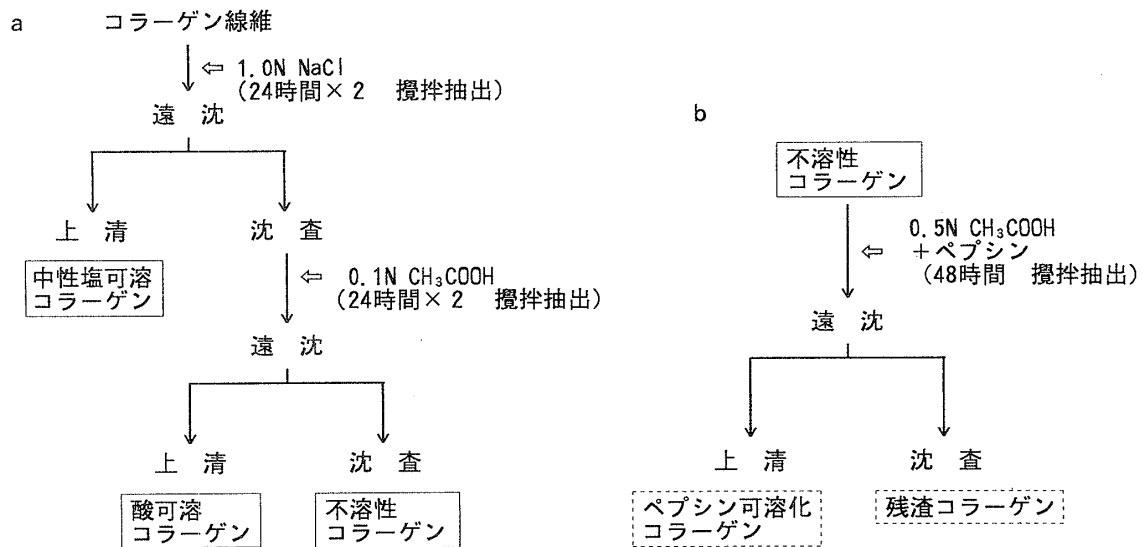 a
コラーゲン線維
⇦ 1.0N NaCl
(24時間×2 攪拌抽出)
遠 沈
上 清
沈 査
中性塩可溶
コラーゲン
⇦ 0.1N CH₃COOH
(24時間×2 攪拌抽出)
遠 沈
上 清
沈 査
酸可溶
コラーゲン
不溶性
コラーゲン
b
不溶性
コラーゲン
0.5N CH₃COOH
⇦ +ペプシン
(48時間 攪拌抽出)
遠 沈
上 清
沈 査
ペプシン可溶化
コラーゲン
残渣コラーゲン